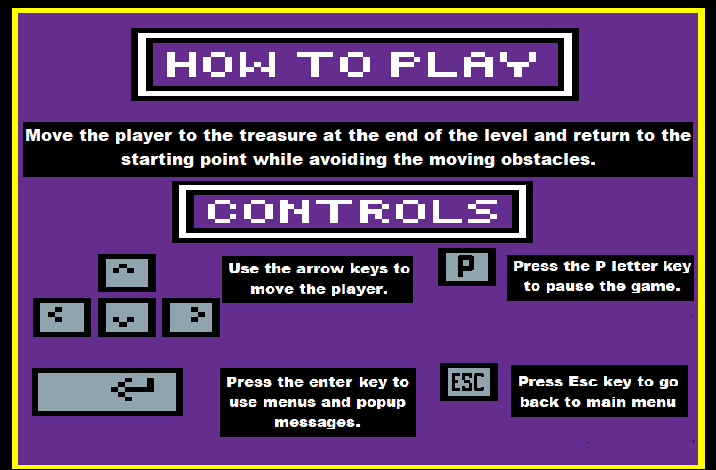 HOW TO PLAY
Move the player to the treasure at the end of the level and return to the
starting point while avoiding the moving obstacles.
CONTROLS
Use the arrow keys to
move the player.
P
Press the P letter key
to pause the game.
Press the enter key to
use menus and popup
messages.
ESC
Press Esc key to go
back to main menu